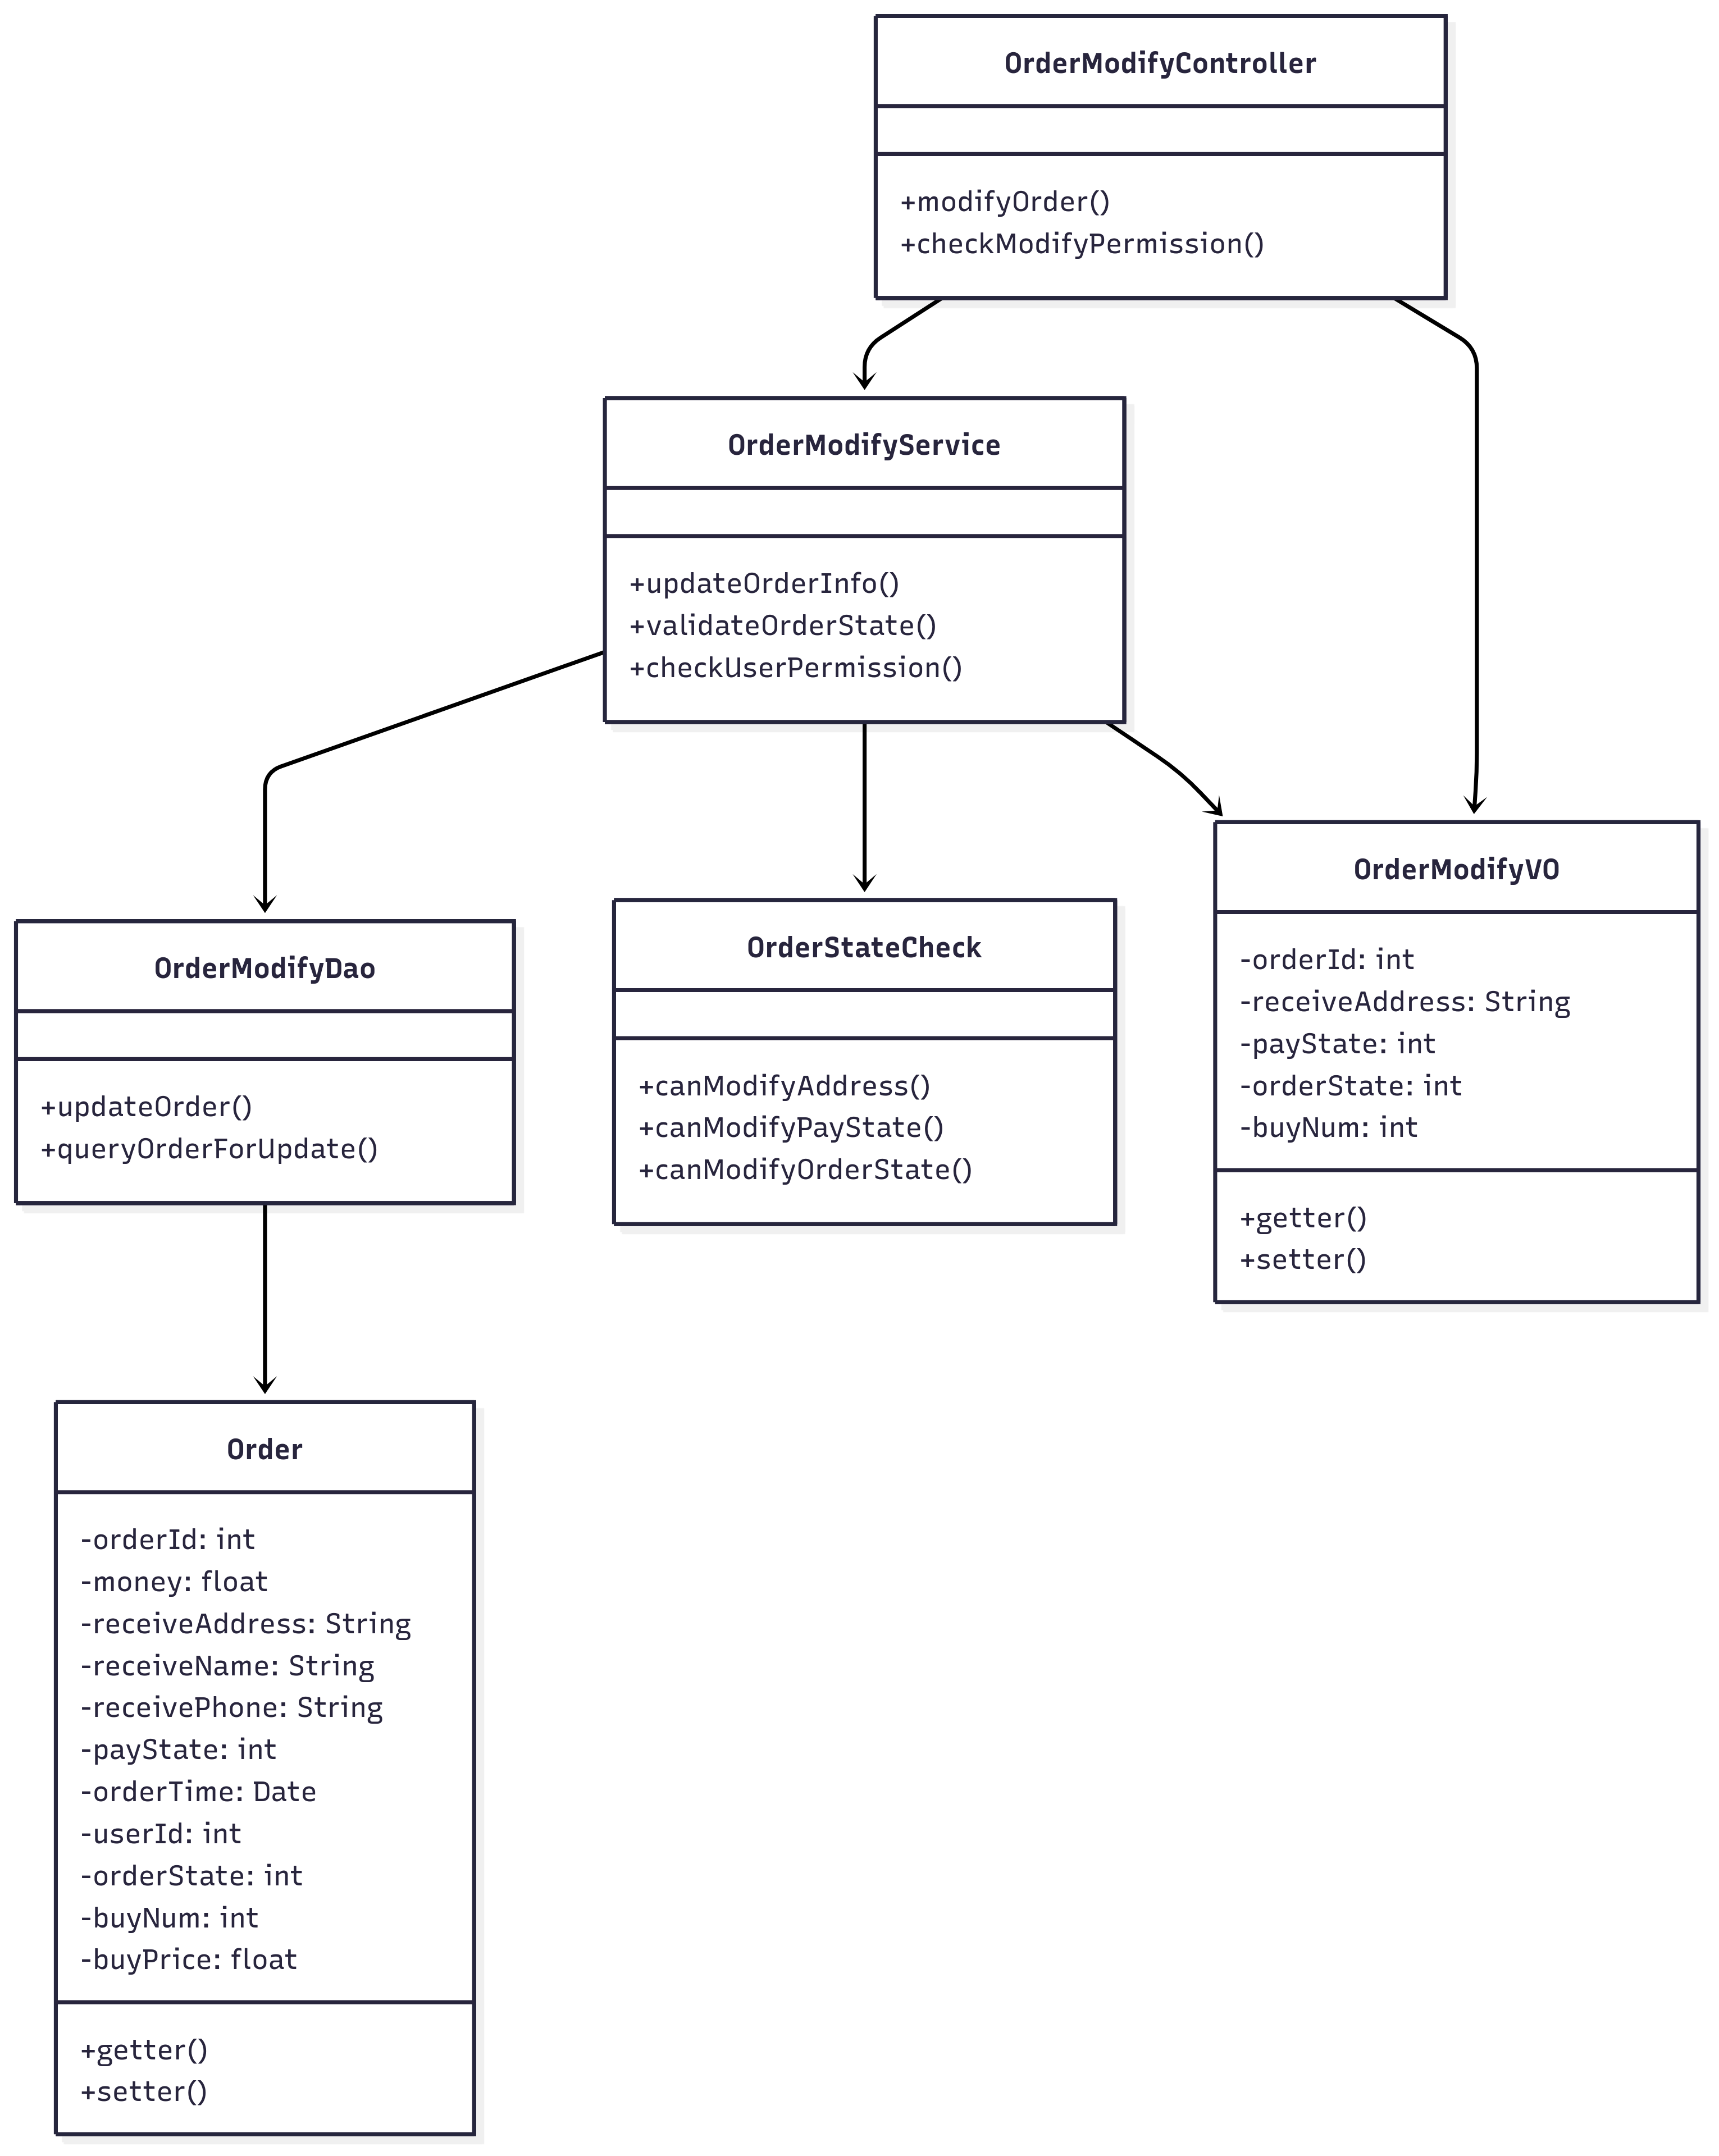 OrderModifyController
+modifyOrder()
+checkModifyPermission()
OrderModifyService
+updateOrderInfo()
+validateOrderState()
+checkUserPermission()
OrderModifyDao
+updateOrder()
+queryOrderForUpdate()
OrderStateCheck
+canModifyAddress()
+canModifyPayState()
+canModifyOrderState()
OrderModifyVO
-orderId: int
-receiveAddress: String
-payState: int
-orderState: int
-buyNum: int
+getter()
+setter()
Order
-orderId: int
-money: float
-receiveAddress: String
-receiveName: String
-receivePhone: String
-payState: int
-orderTime: Date
-userId: int
-orderState: int
-buyNum: int
-buyPrice: float
+getter()
+setter()